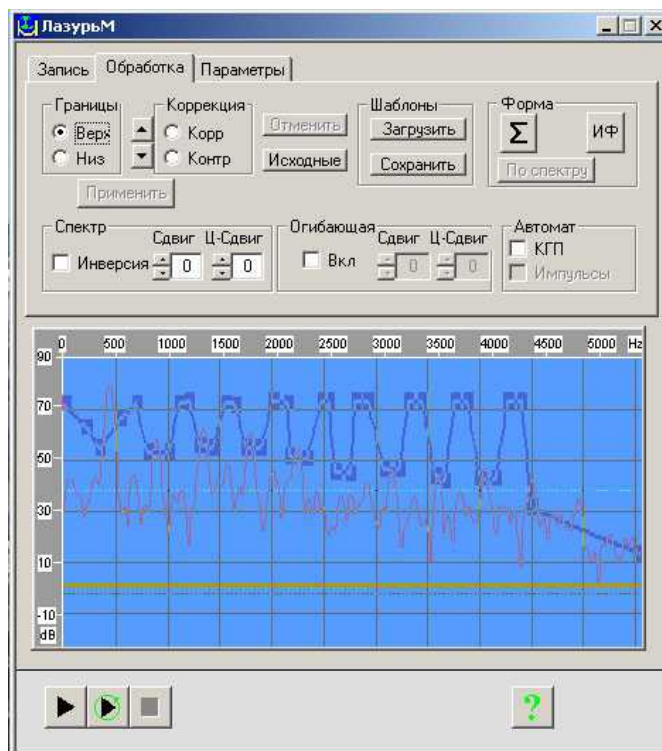 ЛазурьМ
Запись Обработка Параметры
Границы Коррекция Шаблоны Форма
Верх Корр Отменить Загрузить Σ ИФ
Низ Контр Исходные Сохранить По спектру
Применить
Спектр Огибающая Автомат
Сдвиг Ц-Сдвиг Сдвиг Ц-Сдвиг КГП
Инверсия 0 0 Вкл 0 0 Импульсы
0 500 1000 1500 2000 2500 3000 3500 4000 4500 5000 Hz
90
70
50
30
10
-10
dB
?